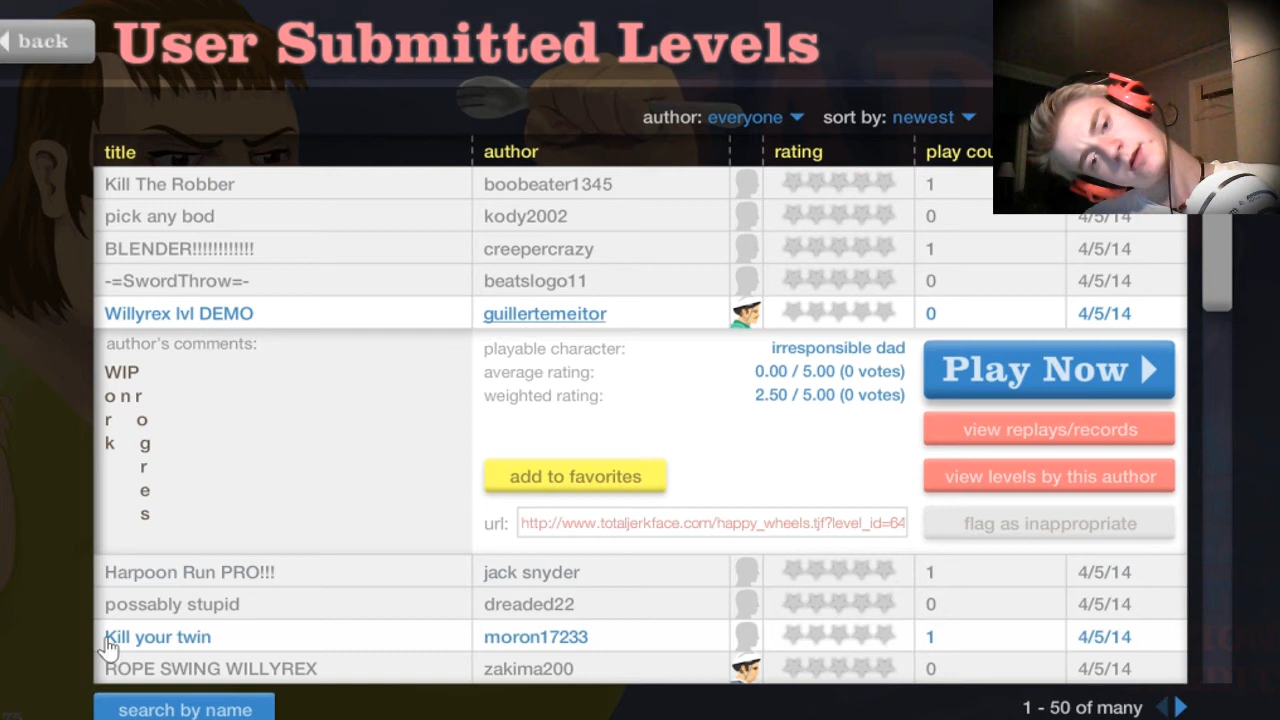 back
User Submitted Levels
author: everyone sort by: newest
title author rating play cou
Kill The Robber boobeater1345 1
pick any bod kody2002 0 4/5/14
BLENDER!!!!!!!!!!!! creepercrazy 1 4/5/14
-=SwordThrow=- beatslogo11 0 4/5/14
Willyrex lvl DEMO guillertemeitor 0 4/5/14
author's comments:
WIP
o n r
r o
k g
r
e
s
playable character: irresponsible dad
average rating: 0.00 / 5.00 (0 votes)
weighted rating: 2.50 / 5.00 (0 votes)
add to favorites
url: http://www.totaljerkface.com/happy_wheels.tjf?level_id=64
Play Now
view replays/records
view levels by this author
flag as inappropriate
Harpoon Run PRO!!! jack snyder 1 4/5/14
possably stupid dreaded22 0 4/5/14
Kill your twin moron17233 1 4/5/14
ROPE SWING WILLYREX zakima200 0 4/5/14
search by name
1 - 50 of many